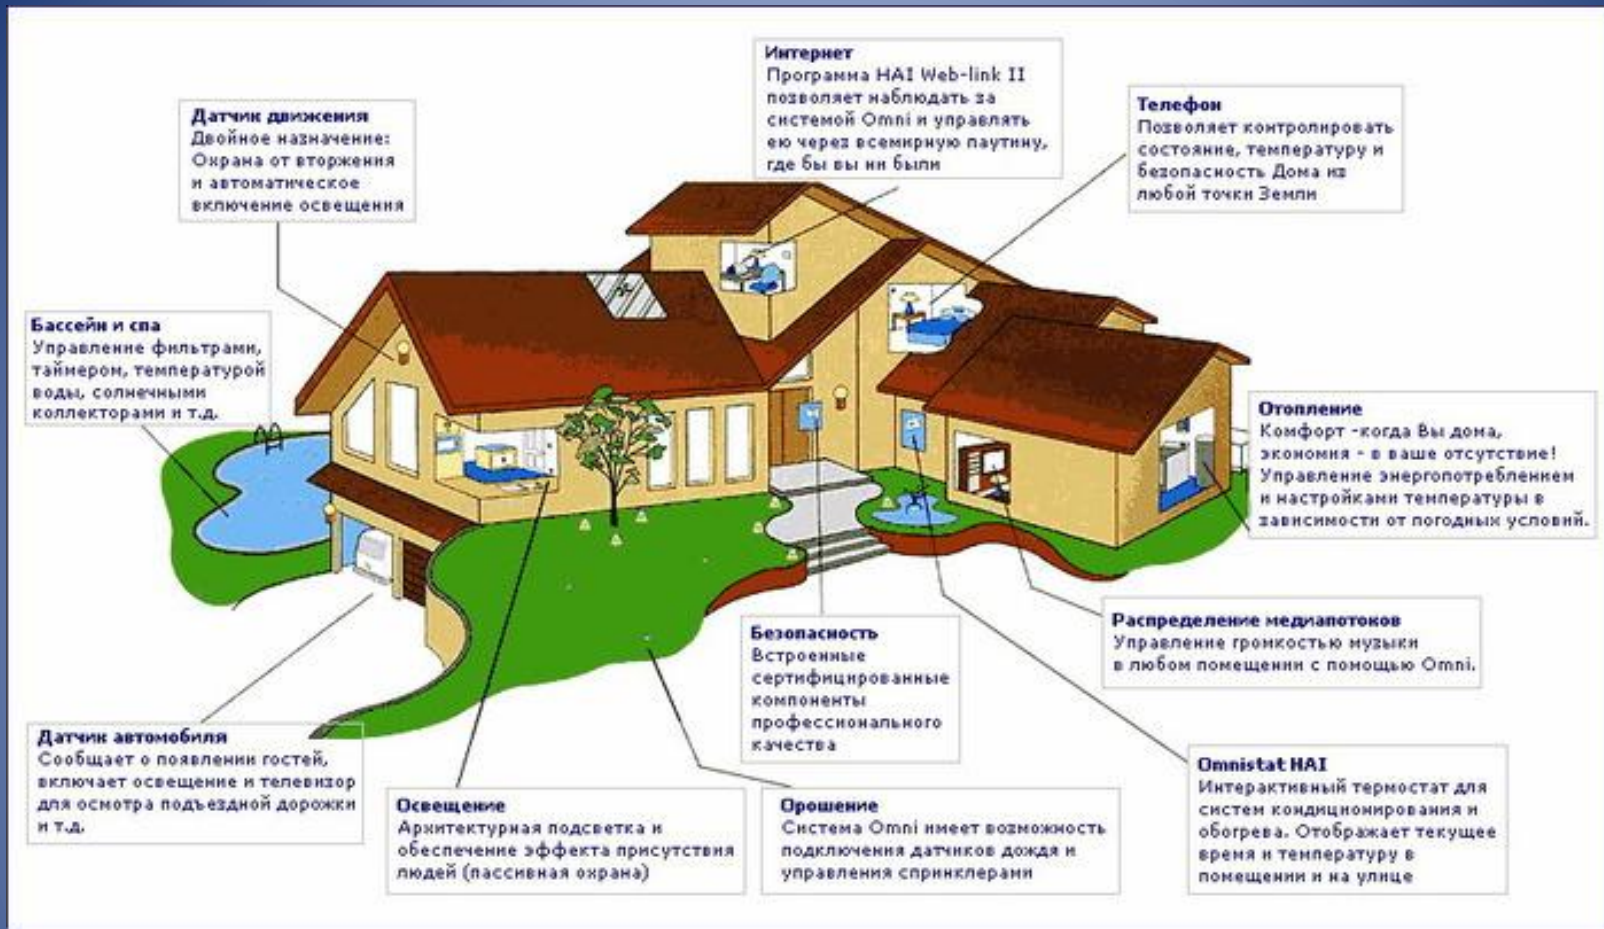 Интернет
Программа HAI Web-link II
позволяет наблюдать за
системой Omni и управлять
ею через всемирную паутину,
где бы вы ни были
Телефон
Позволяет контролировать
состояние, температуру и
безопасность Дома из
любой точки Земли
Датчик движения
Двойное назначение:
Охрана от вторжения
и автоматическое
включение освещения
Бассейн и спа
Управление фильтрами,
таймером, температурой
воды, солнечными
коллекторами и т.д.
Отопление
Комфорт -когда Вы дома,
экономия - в ваше отсутствие!
Управление энергопотреблением
и настройками температуры в
зависимости от погодных условий.
Распределение медиапотоков
Управление громкостью музыки
в любом помещении с помощью Omni.
Безопасность
Встроенные
сертифицированные
компоненты
профессионального
качества
Датчик автомобиля
Сообщает о появлении гостей,
включает освещение и телевизор
для осмотра подъездной дорожки
и т.д.
Освещение
Архитектурная подсветка и
обеспечение эффекта присутствия
людей (пассивная охрана)
Орошение
Система Omni имеет возможность
подключения датчиков дождя и
управления спринклерами
Omnistat HAI
Интерактивный термостат для
систем кондиционирования и
обогрева. Отображает текущее
время и температуру в
помещении и на улице